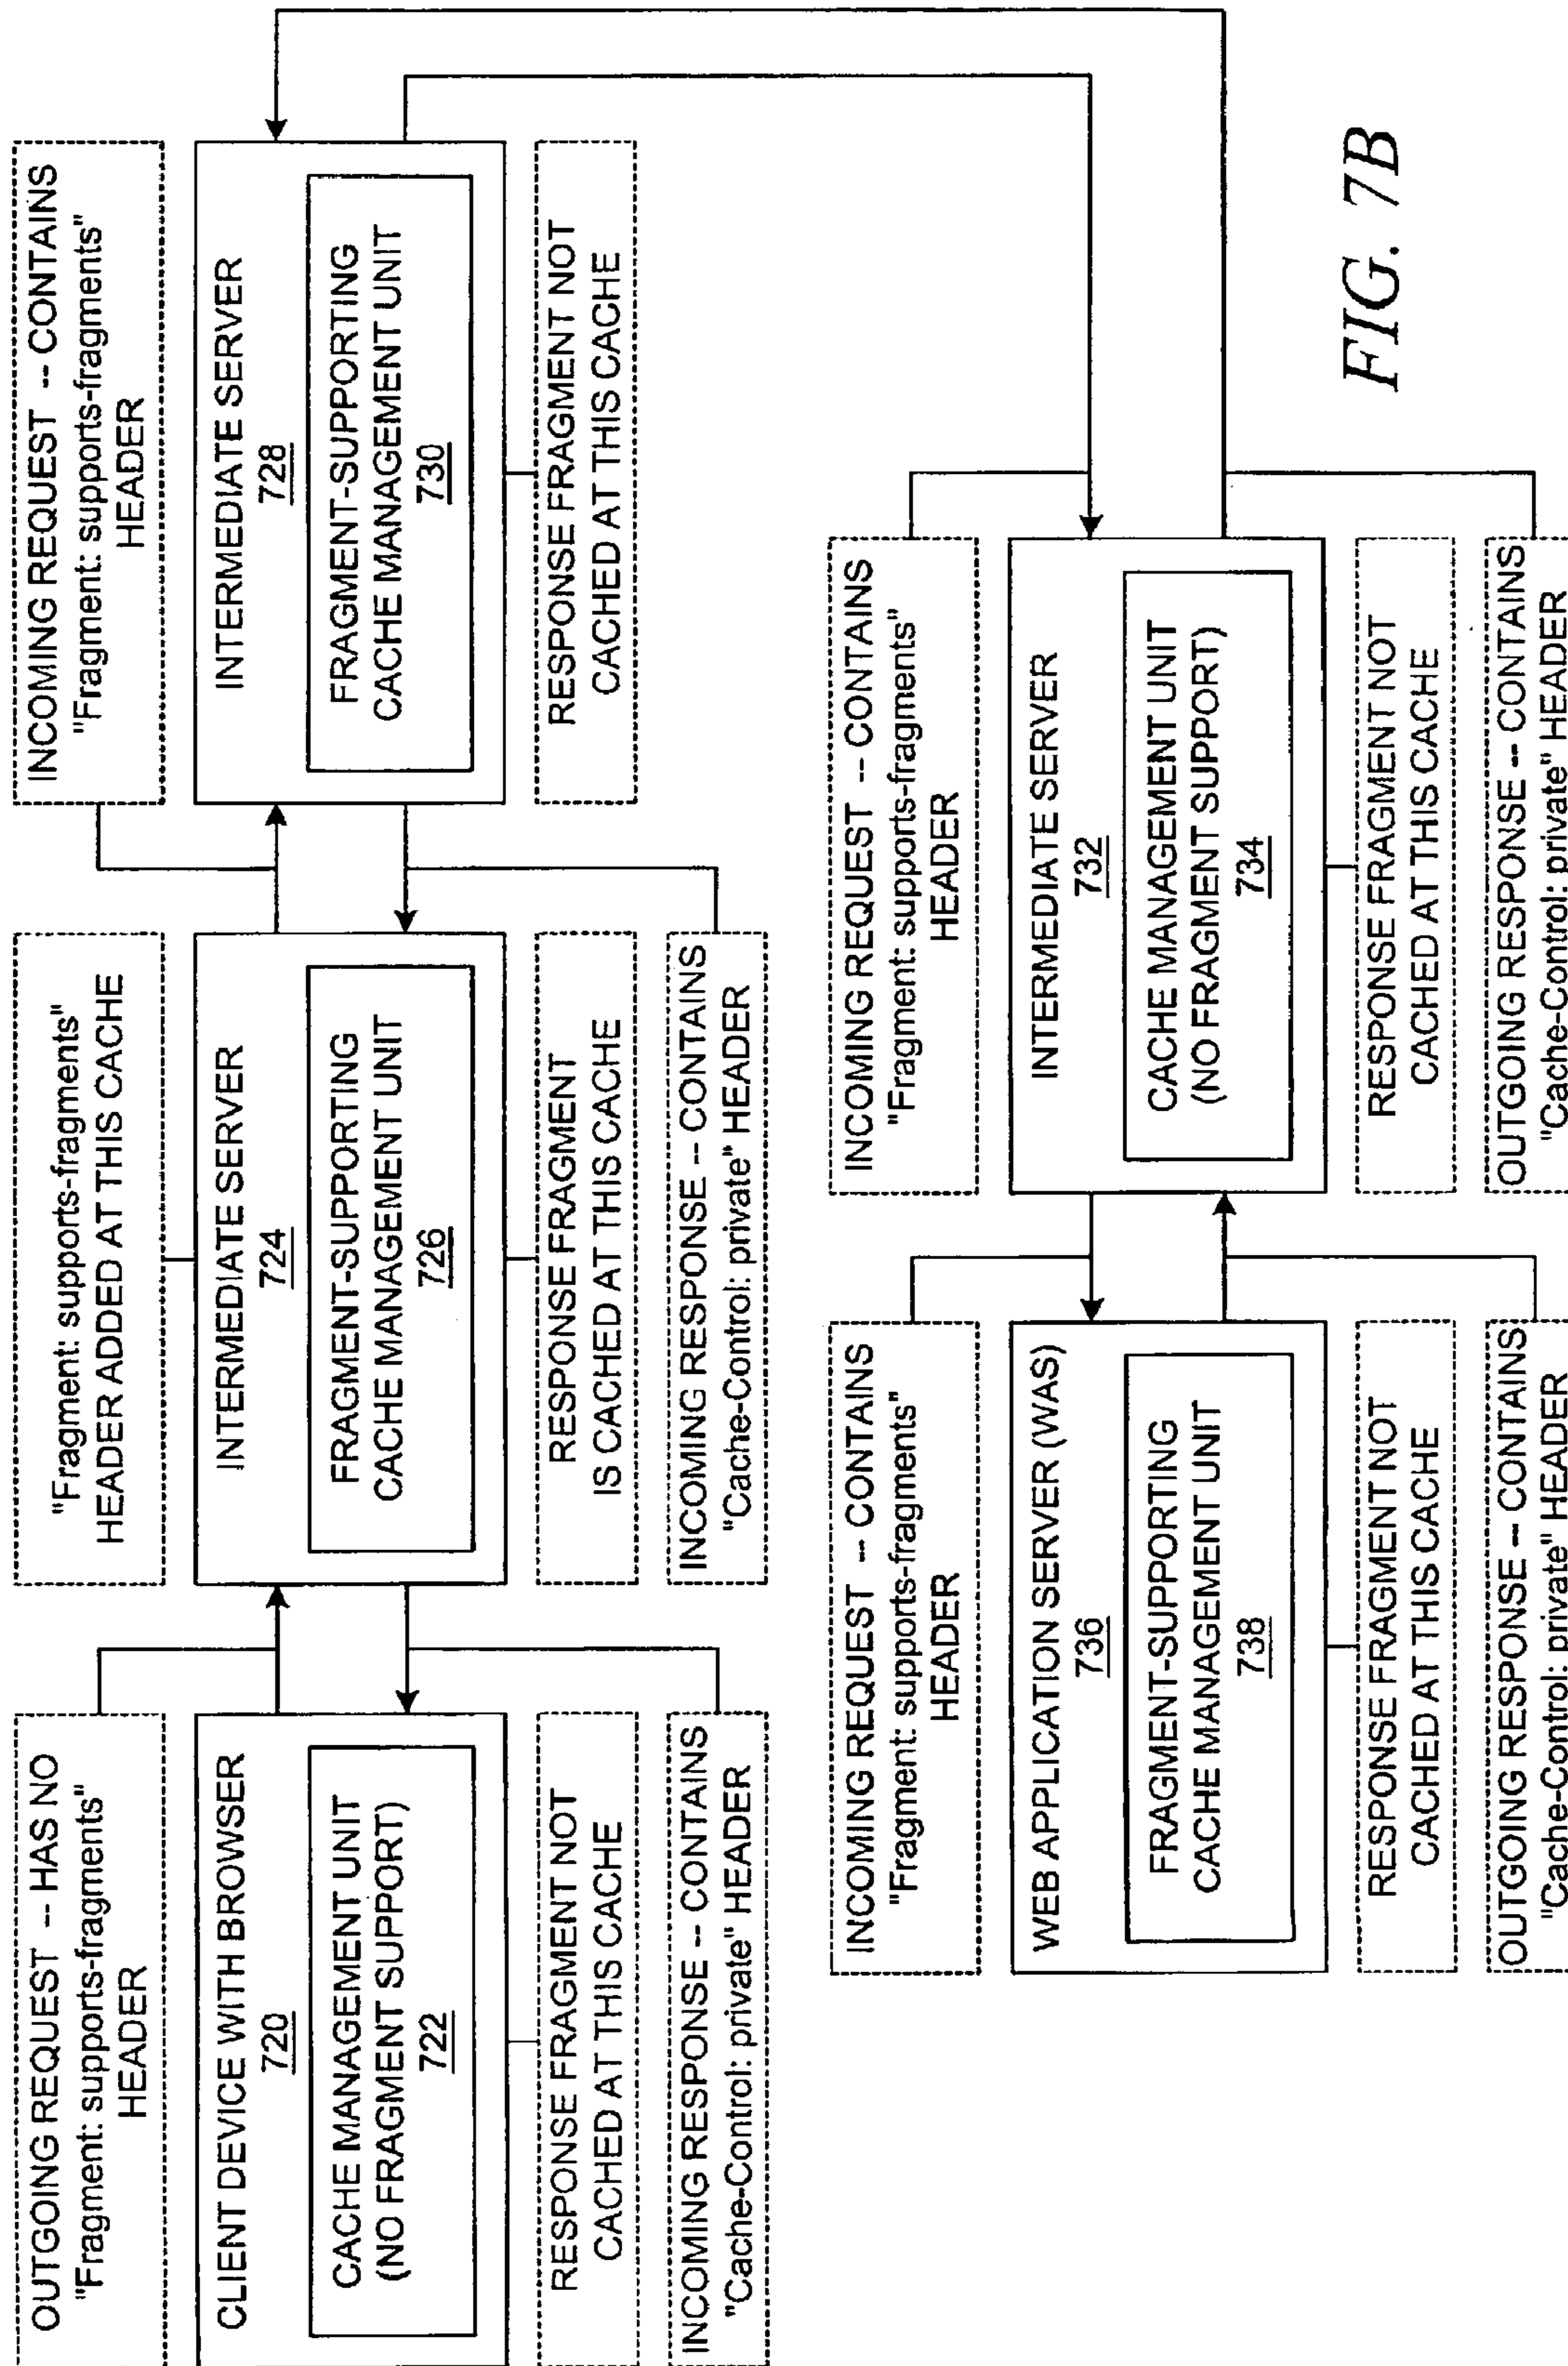 OUTGOING REQUEST -- HAS NO
"Fragment: supports-fragments"
HEADER
CLIENT DEVICE WITH BROWSER
720
CACHE MANAGEMENT UNIT
(NO FRAGMENT SUPPORT)
722
RESPONSE FRAGMENT NOT
CACHED AT THIS CACHE
INCOMING RESPONSE -- CONTAINS
"Cache-Control: private" HEADER
"Fragment: supports-fragments"
HEADER ADDED AT THIS CACHE
INTERMEDIATE SERVER
724
FRAGMENT-SUPPORTING
CACHE MANAGEMENT UNIT
726
RESPONSE FRAGMENT
IS CACHED AT THIS CACHE
INCOMING RESPONSE -- CONTAINS
"Cache-Control: private" HEADER
INCOMING REQUEST -- CONTAINS
"Fragment: supports-fragments"
HEADER
INTERMEDIATE SERVER
728
FRAGMENT-SUPPORTING
CACHE MANAGEMENT UNIT
730
RESPONSE FRAGMENT NOT
CACHED AT THIS CACHE
INCOMING REQUEST -- CONTAINS
"Fragment: supports-fragments"
HEADER
WEB APPLICATION SERVER (WAS)
736
FRAGMENT-SUPPORTING
CACHE MANAGEMENT UNIT
738
RESPONSE FRAGMENT NOT
CACHED AT THIS CACHE
OUTGOING RESPONSE -- CONTAINS
"Cache-Control: private" HEADER
INCOMING REQUEST -- CONTAINS
"Fragment: supports-fragments"
HEADER
INTERMEDIATE SERVER
732
CACHE MANAGEMENT UNIT
(NO FRAGMENT SUPPORT)
734
RESPONSE FRAGMENT NOT
CACHED AT THIS CACHE
OUTGOING RESPONSE -- CONTAINS
"Cache-Control: private" HEADER
FIG. 7B